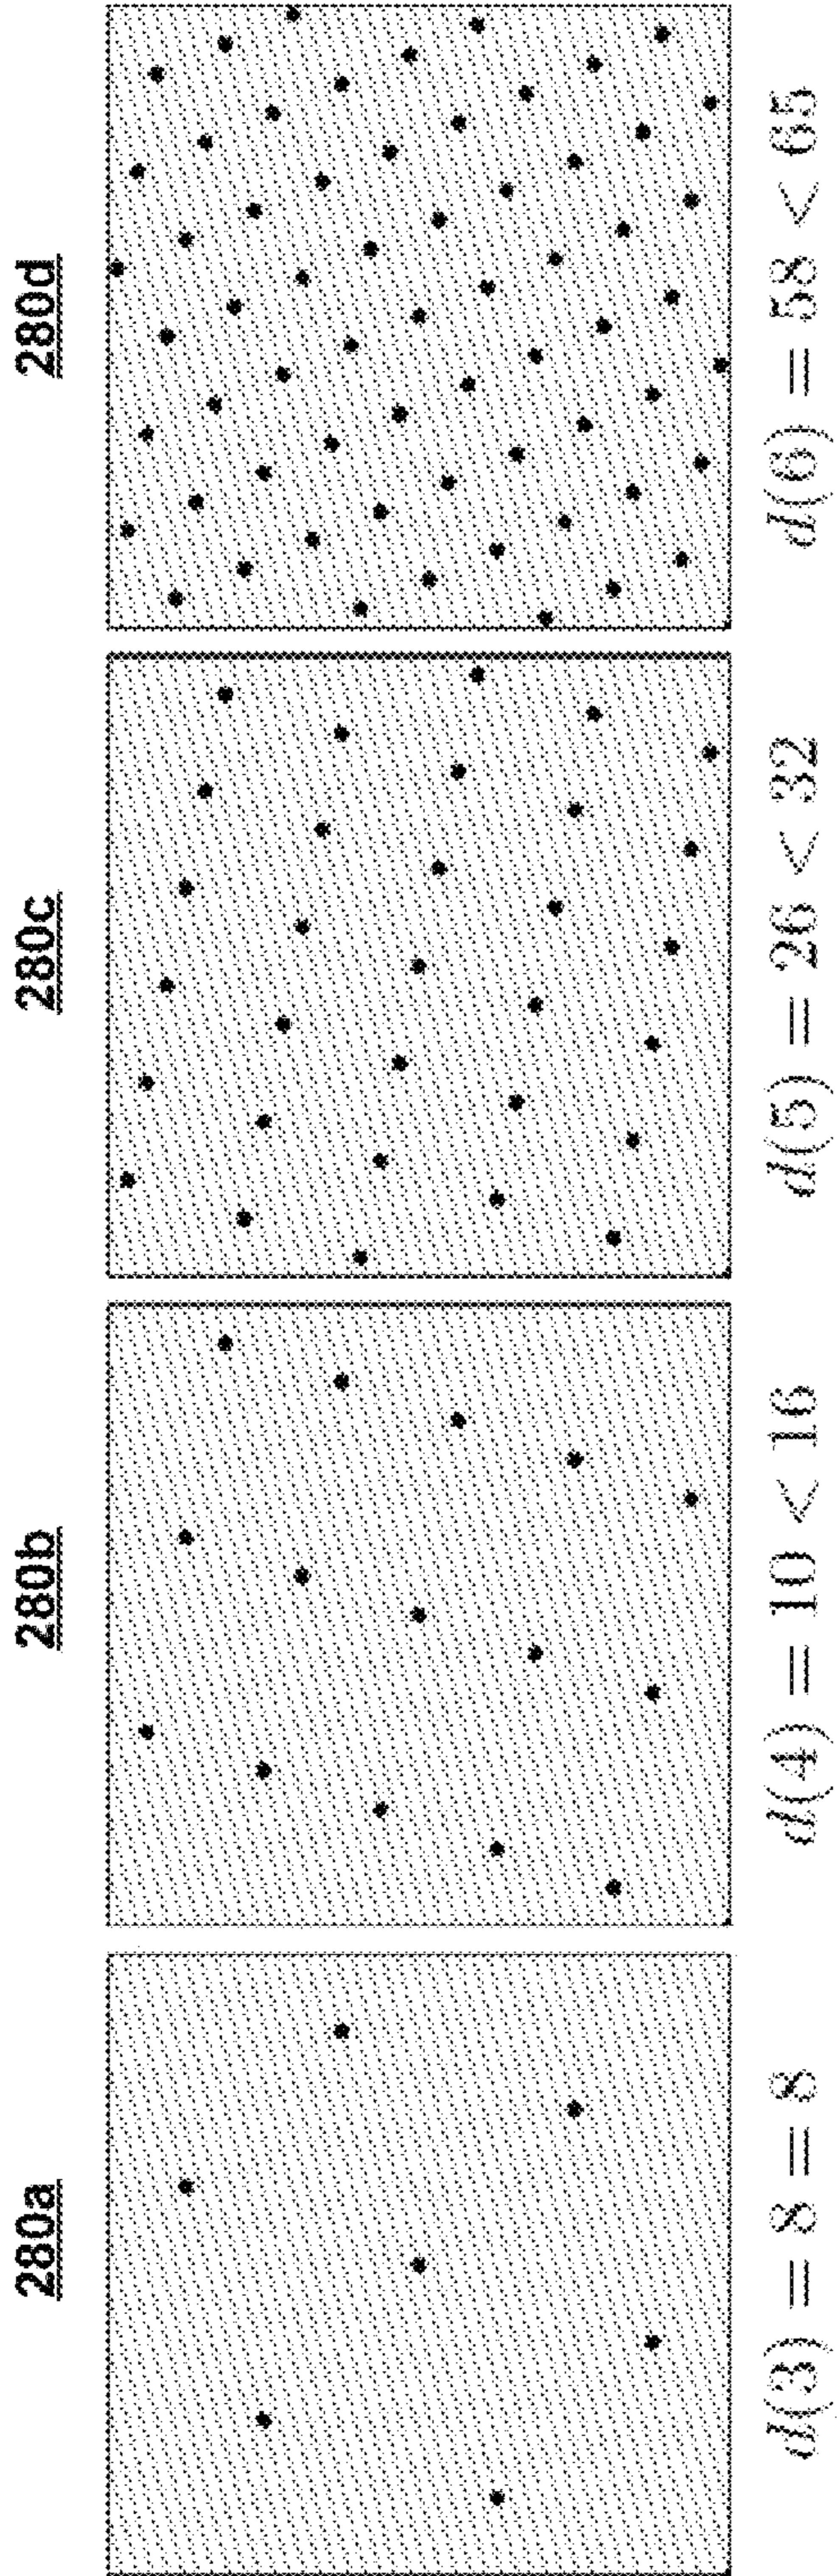 280a
280b
280c
280d
d(3) = 8 = 8
d(4) = 10 < 16
d(5) = 26 < 32
d(6) = 58 < 65